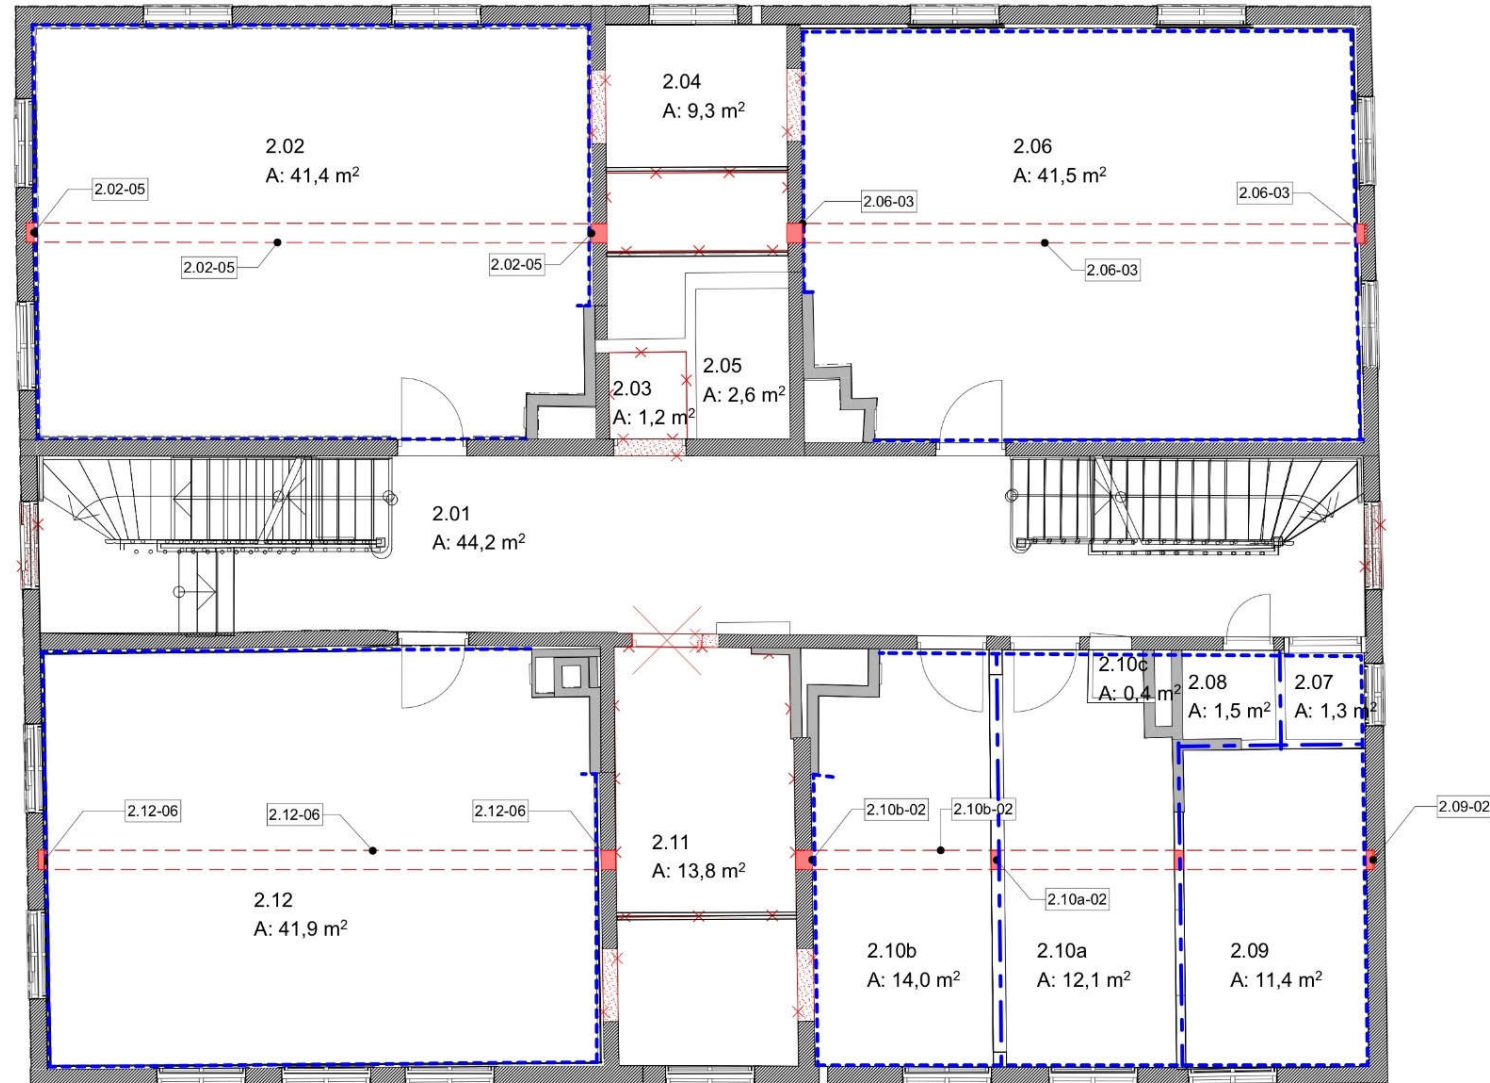 2.04
A: 9,3 m²
2.02
A: 41,4 m²
2.06
A: 41,5 m²
2.02-05
2.06-03
2.06-03
2.02-05
2.02-05
2.06-03
2.05
A: 2,6 m²
2.03
A: 1,2 m²
2.01
A: 44,2 m²
2.10c
A: 0,4 m²
2.08
A: 1,5 m²
2.07
A: 1,3 m²
2.12-06
2.12-06
2.12-06
2.10b-02
2.10b-02
2.09-02
2.11
A: 13,8 m²
2.10a-02
2.12
A: 41,9 m²
2.10b
A: 14,0 m²
2.10a
A: 12,1 m²
2.09
A: 11,4 m²